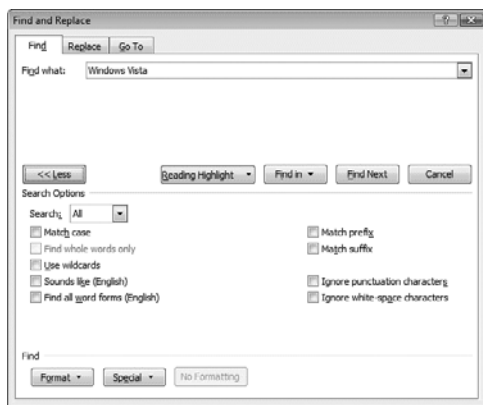 Find and Replace
Find Replace Go To
Find what: Windows Vista
<< Less Reading Highlight Find in Find Next Cancel
Search Options
Search: All
Match case Match prefix
Find whole words only Match suffix
Use wildcards
Sounds like (English) Ignore punctuation characters
Find all word forms (English) Ignore white-space characters
Find
Format Special No Formatting